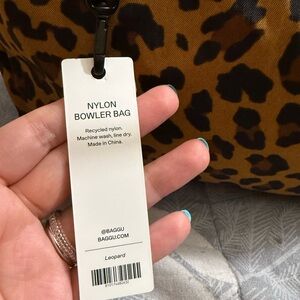 NYLON
BOWLER BAG
Recycled nylon.
Machine wash, line dry.
Made in China.
@BAGGU
BAGGU.COM
Leopard